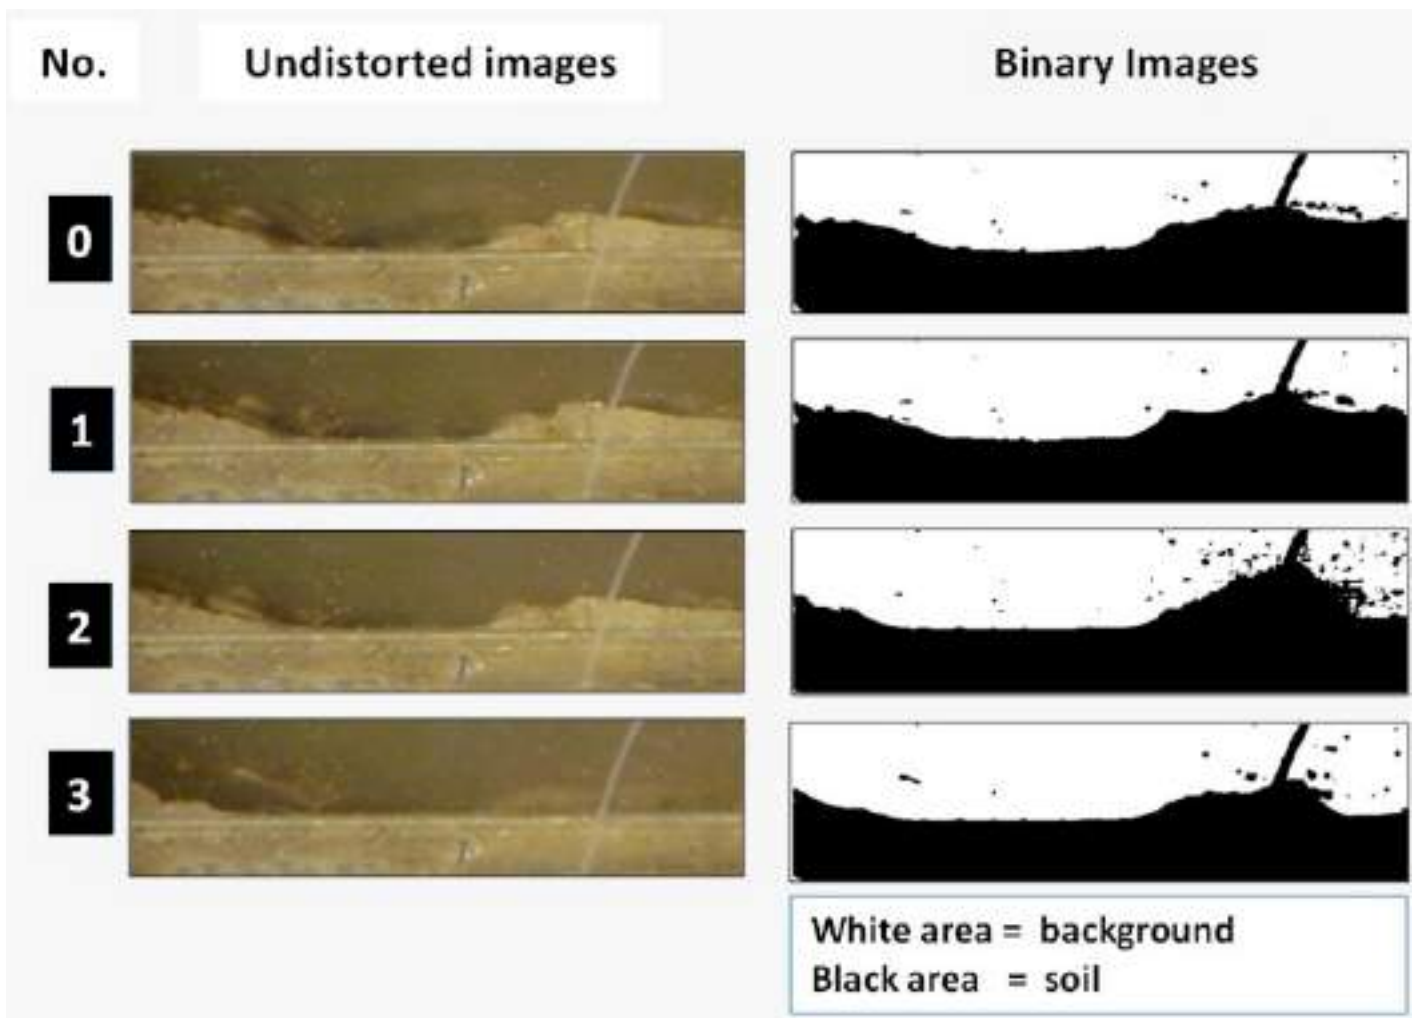 No. Undistorted images Binary Images
0
1
2
3
White area = background
Black area = soil